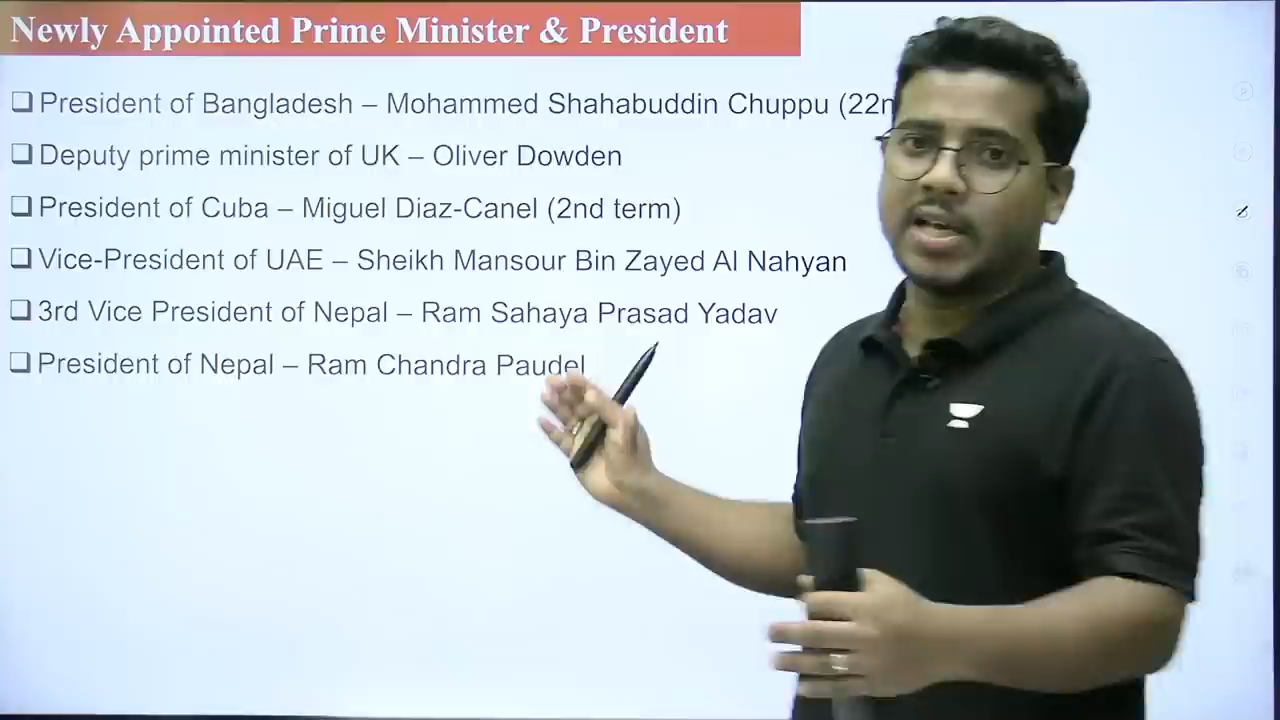 Newly Appointed Prime Minister & President
President of Bangladesh – Mohammed Shahabuddin Chuppu (22n
Deputy prime minister of UK – Oliver Dowden
President of Cuba – Miguel Diaz-Canel (2nd term)
Vice-President of UAE – Sheikh Mansour Bin Zayed Al Nahyan
3rd Vice President of Nepal – Ram Sahaya Prasad Yadav
President of Nepal – Ram Chandra Paudel